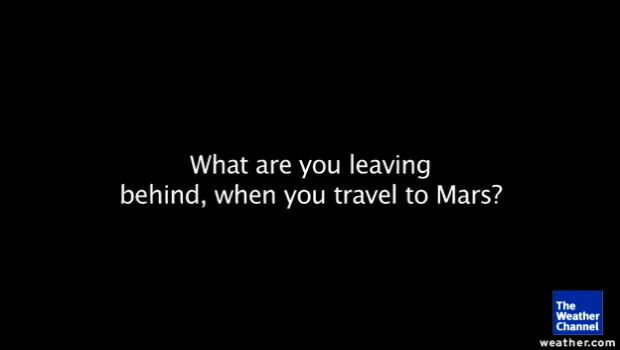 What are you leaving
behind, when you travel to Mars?
The
Weather
Channel
weather.com